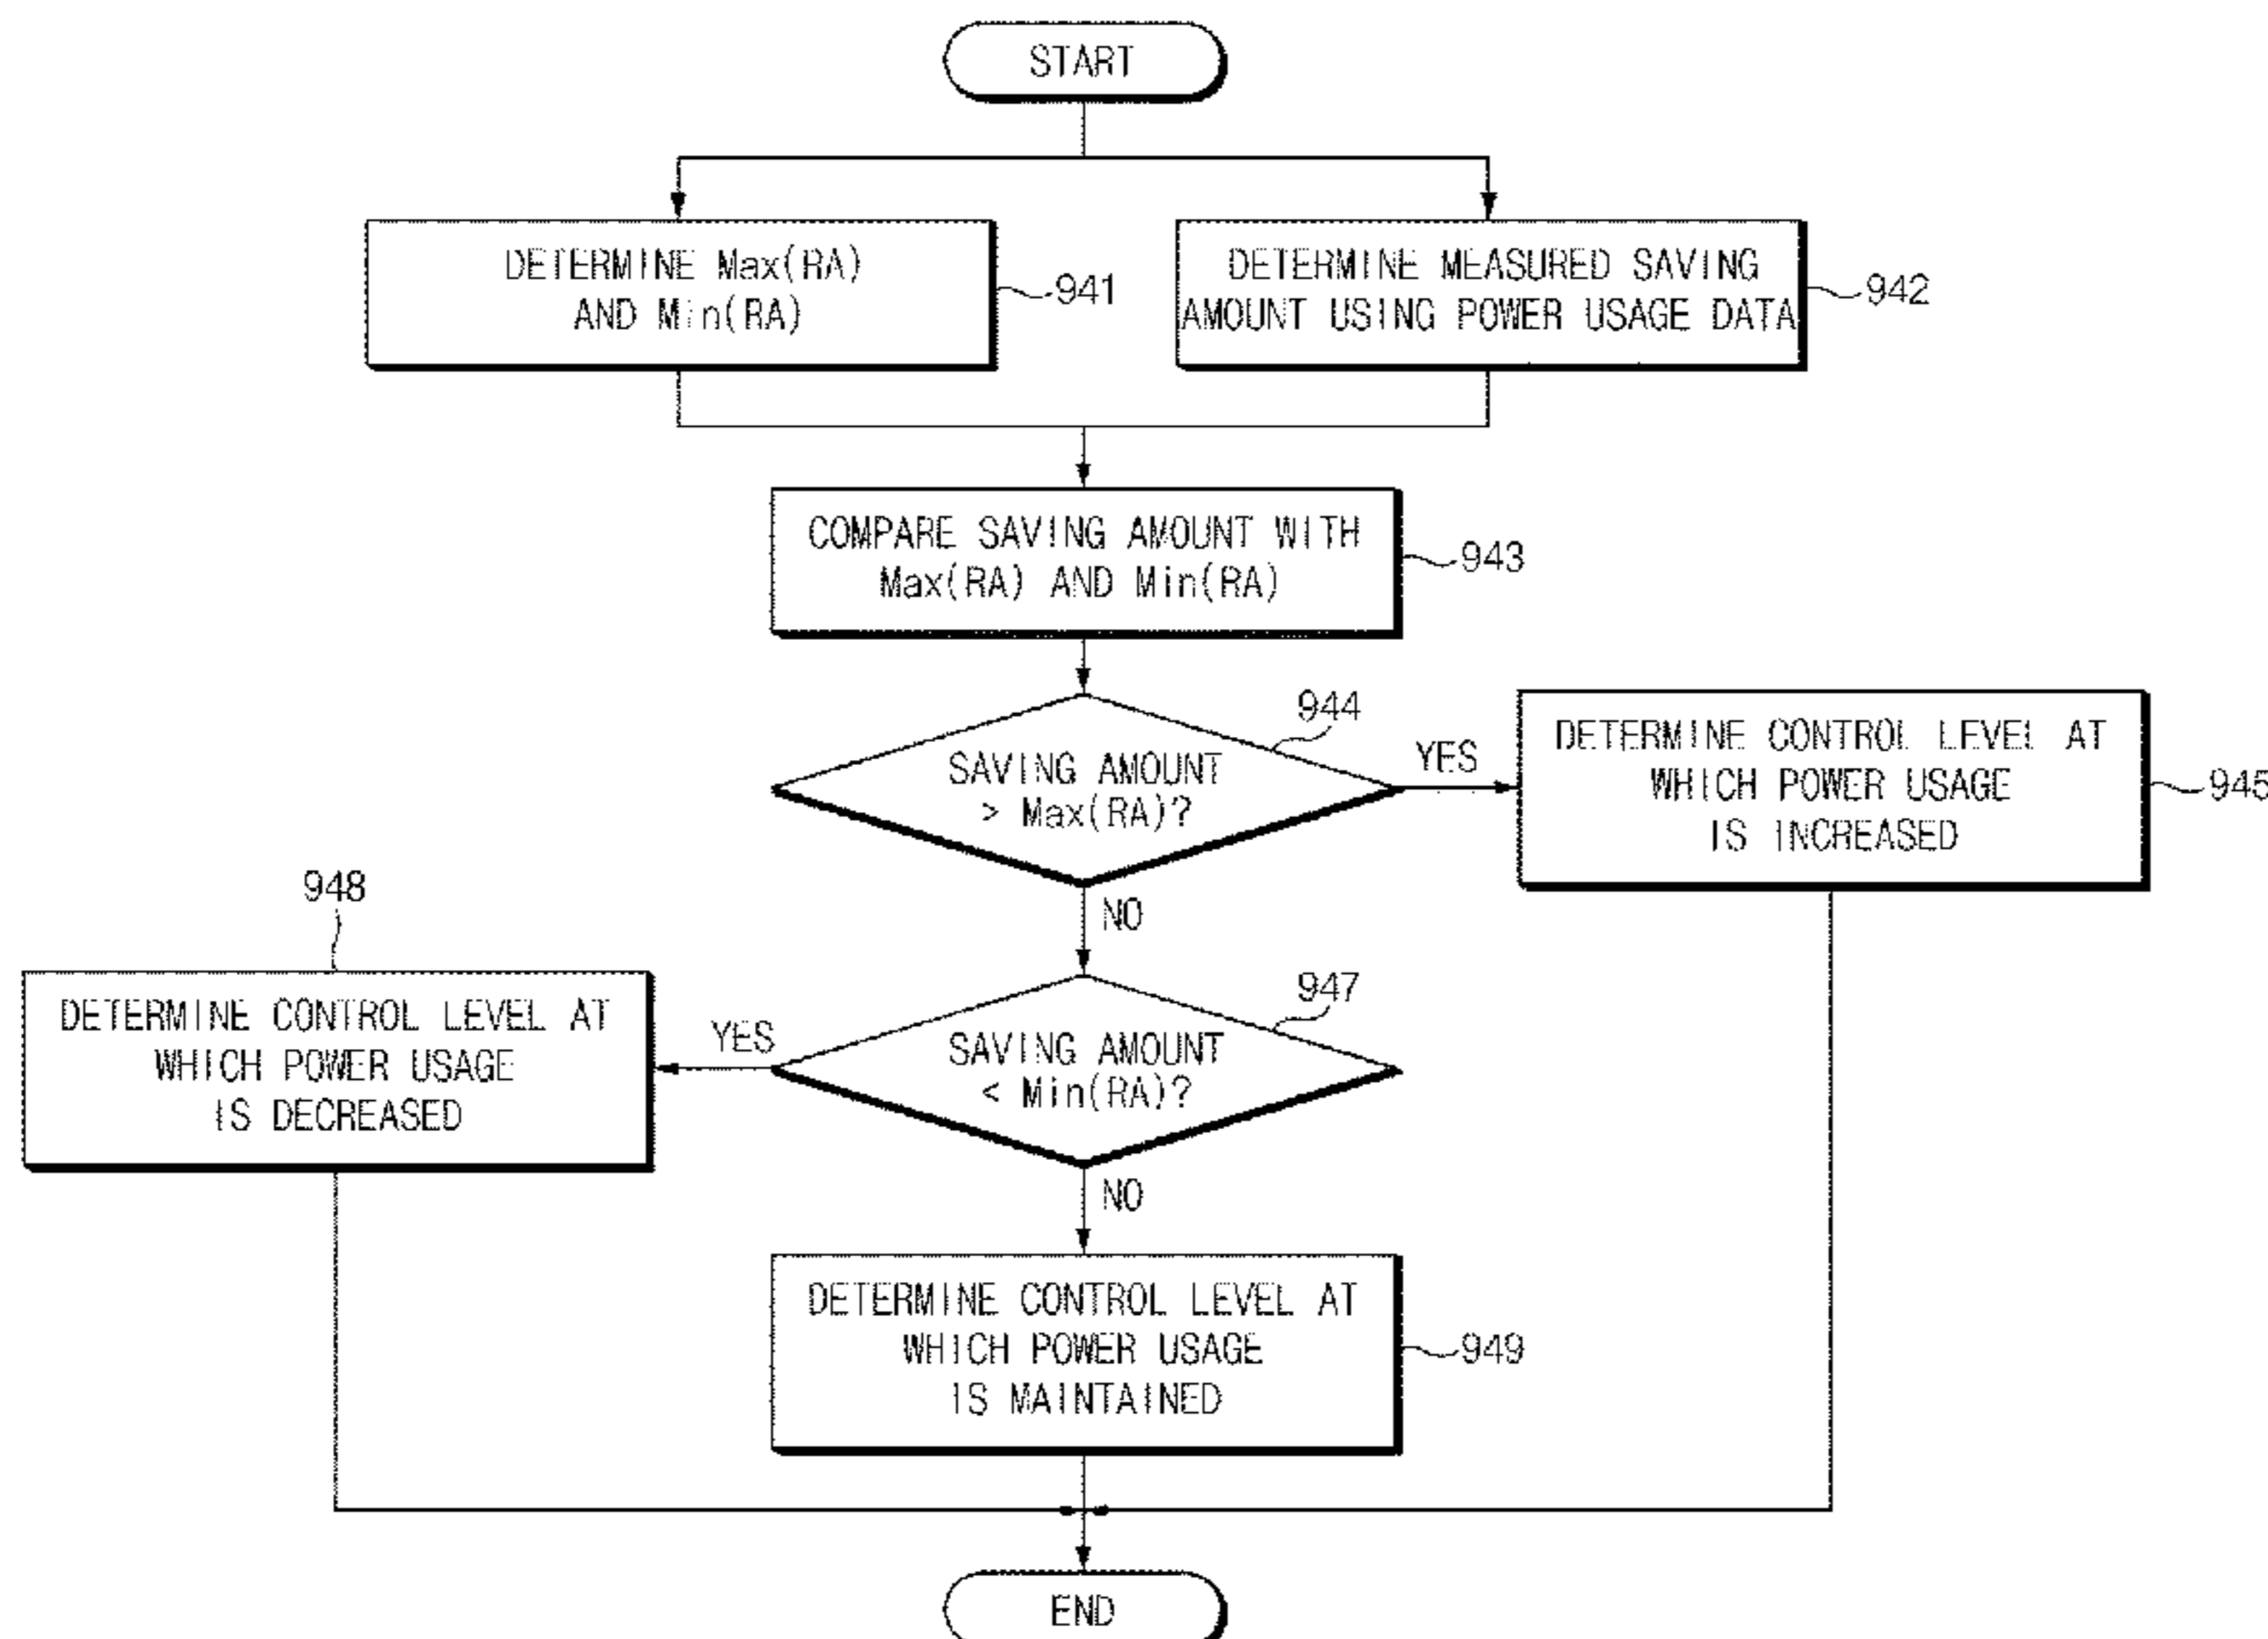 START
DETERMINE Max(RA)
AND Min(RA)
941
DETERMINE MEASURED SAVING
AMOUNT USING POWER USAGE DATA
942
COMPARE SAVING AMOUNT WITH
Max(RA) AND Min(RA)
943
944
SAVING AMOUNT
> Max(RA)?
YES
DETERMINE CONTROL LEVEL AT
WHICH POWER USAGE
IS INCREASED
945
NO
948
DETERMINE CONTROL LEVEL AT
WHICH POWER USAGE
IS DECREASED
YES
947
SAVING AMOUNT
< Min(RA)?
NO
DETERMINE CONTROL LEVEL AT
WHICH POWER USAGE
IS MAINTAINED
949
END